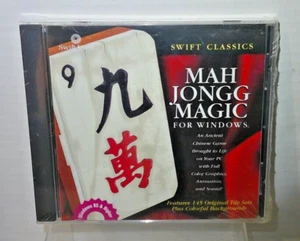 Swift
SWIFT CLASSICS
9
九
萬
MAH
JONGG
MAGIC
FOR WINDOWS.
An Ancient
Chinese Game
Brought to Life
on Your PC
with Full
Color Graphics,
Animation
and Sound!
Features 145 Original Tile Sets
Plus Colorful Backgrounds